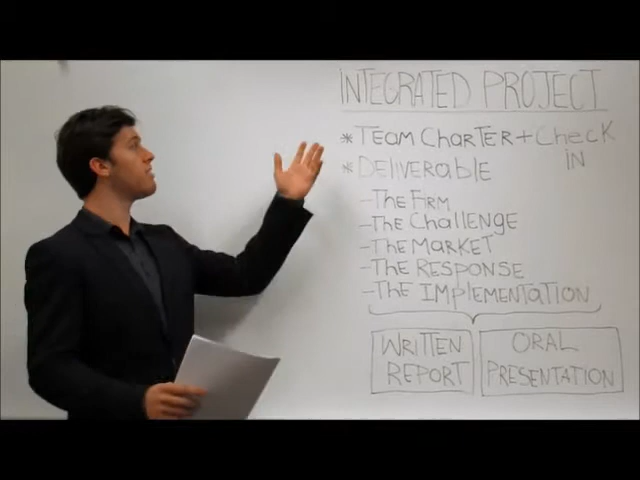 INTEGRATED PROJECT
* TEAM CHARTER + CHECK
IN
* DELIVERABLE
- THE FIRM
- THE CHALLENGE
- THE MARKET
- THE RESPONSE
- THE IMPLEMENTATION
WRITTEN
REPORT
ORAL
PRESENTATION